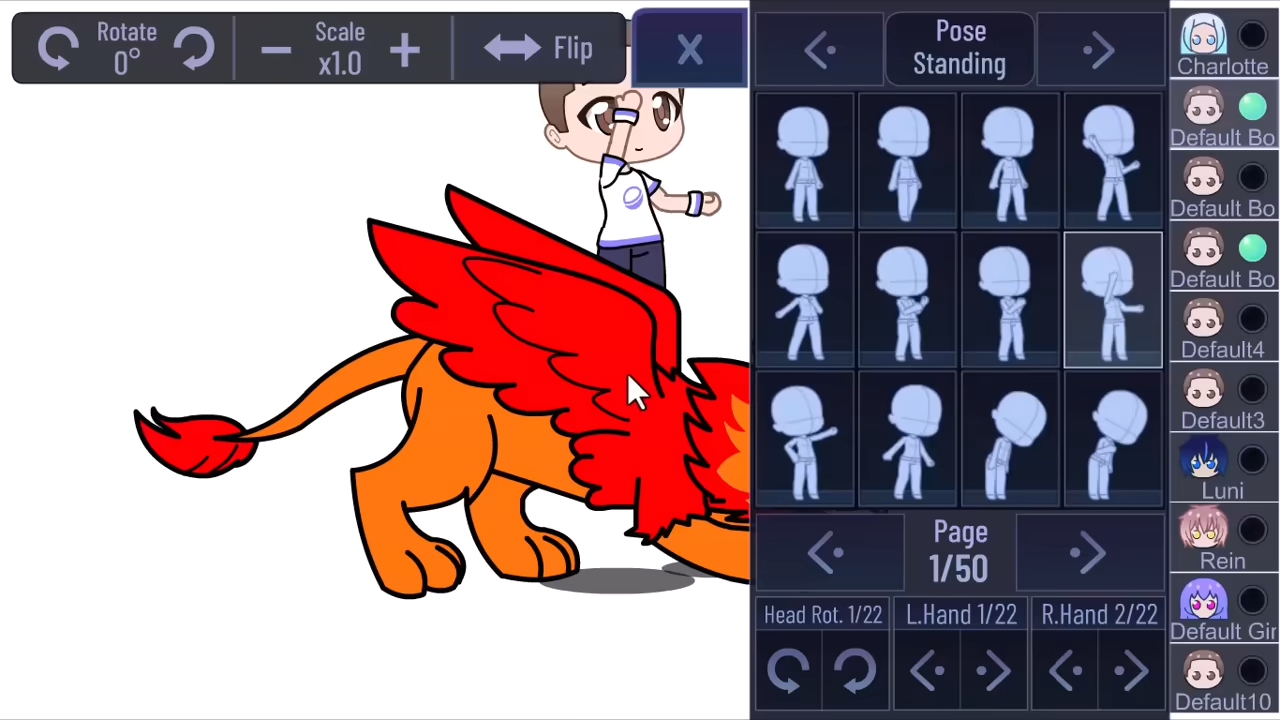 Rotate
0°
Scale
x1.0
Flip
X
Pose
Standing
Page
1/50
Head Rot. 1/22
L.Hand 1/22
R.Hand 2/22
Charlotte
Default Bo
Default Bo
Default Bo
Default4
Default3
Luni
Rein
Default Gir
Default10